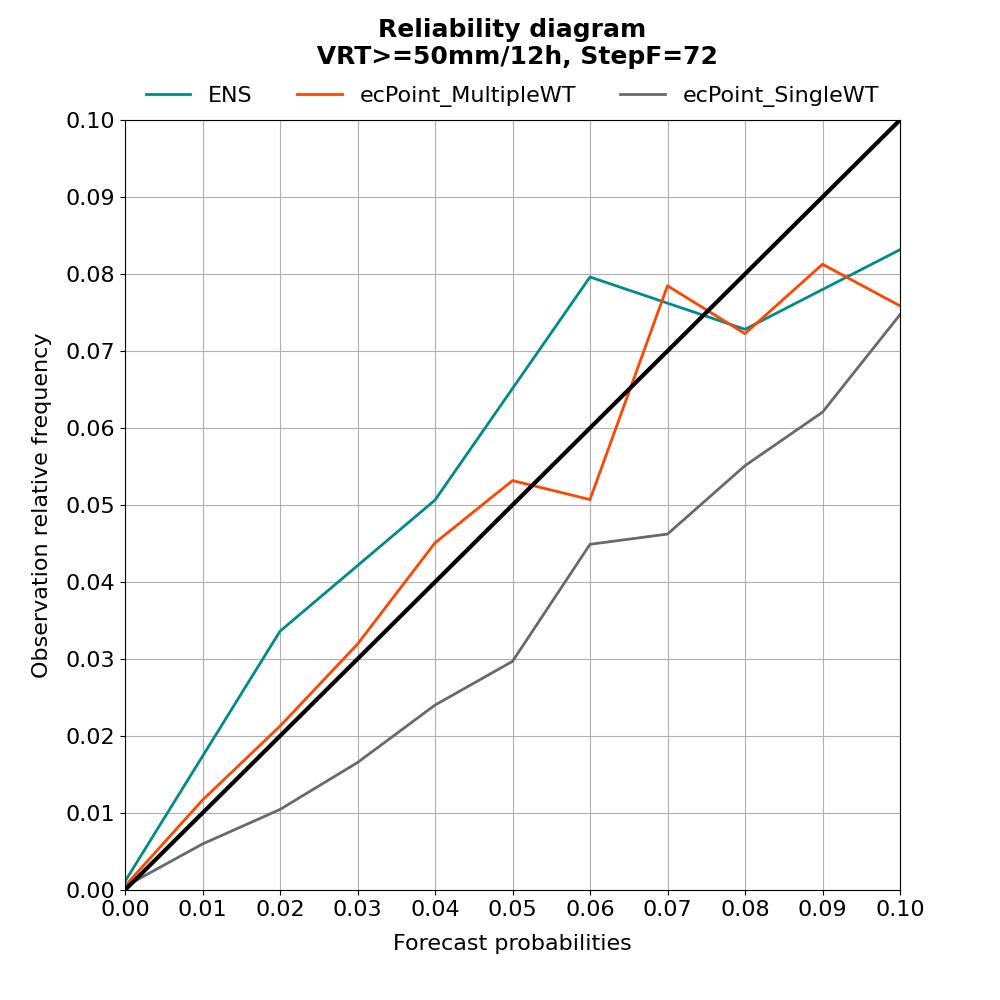 Reliability diagram
VRT>=50mm/12h, StepF=72
ENS ecPoint_MultipleWT ecPoint_SingleWT
0.10
0.09
0.08
0.07
0.06
0.05
0.04
0.03
0.02
0.01
0.00
Observation relative frequency
0.00 0.01 0.02 0.03 0.04 0.05 0.06 0.07 0.08 0.09 0.10
Forecast probabilities